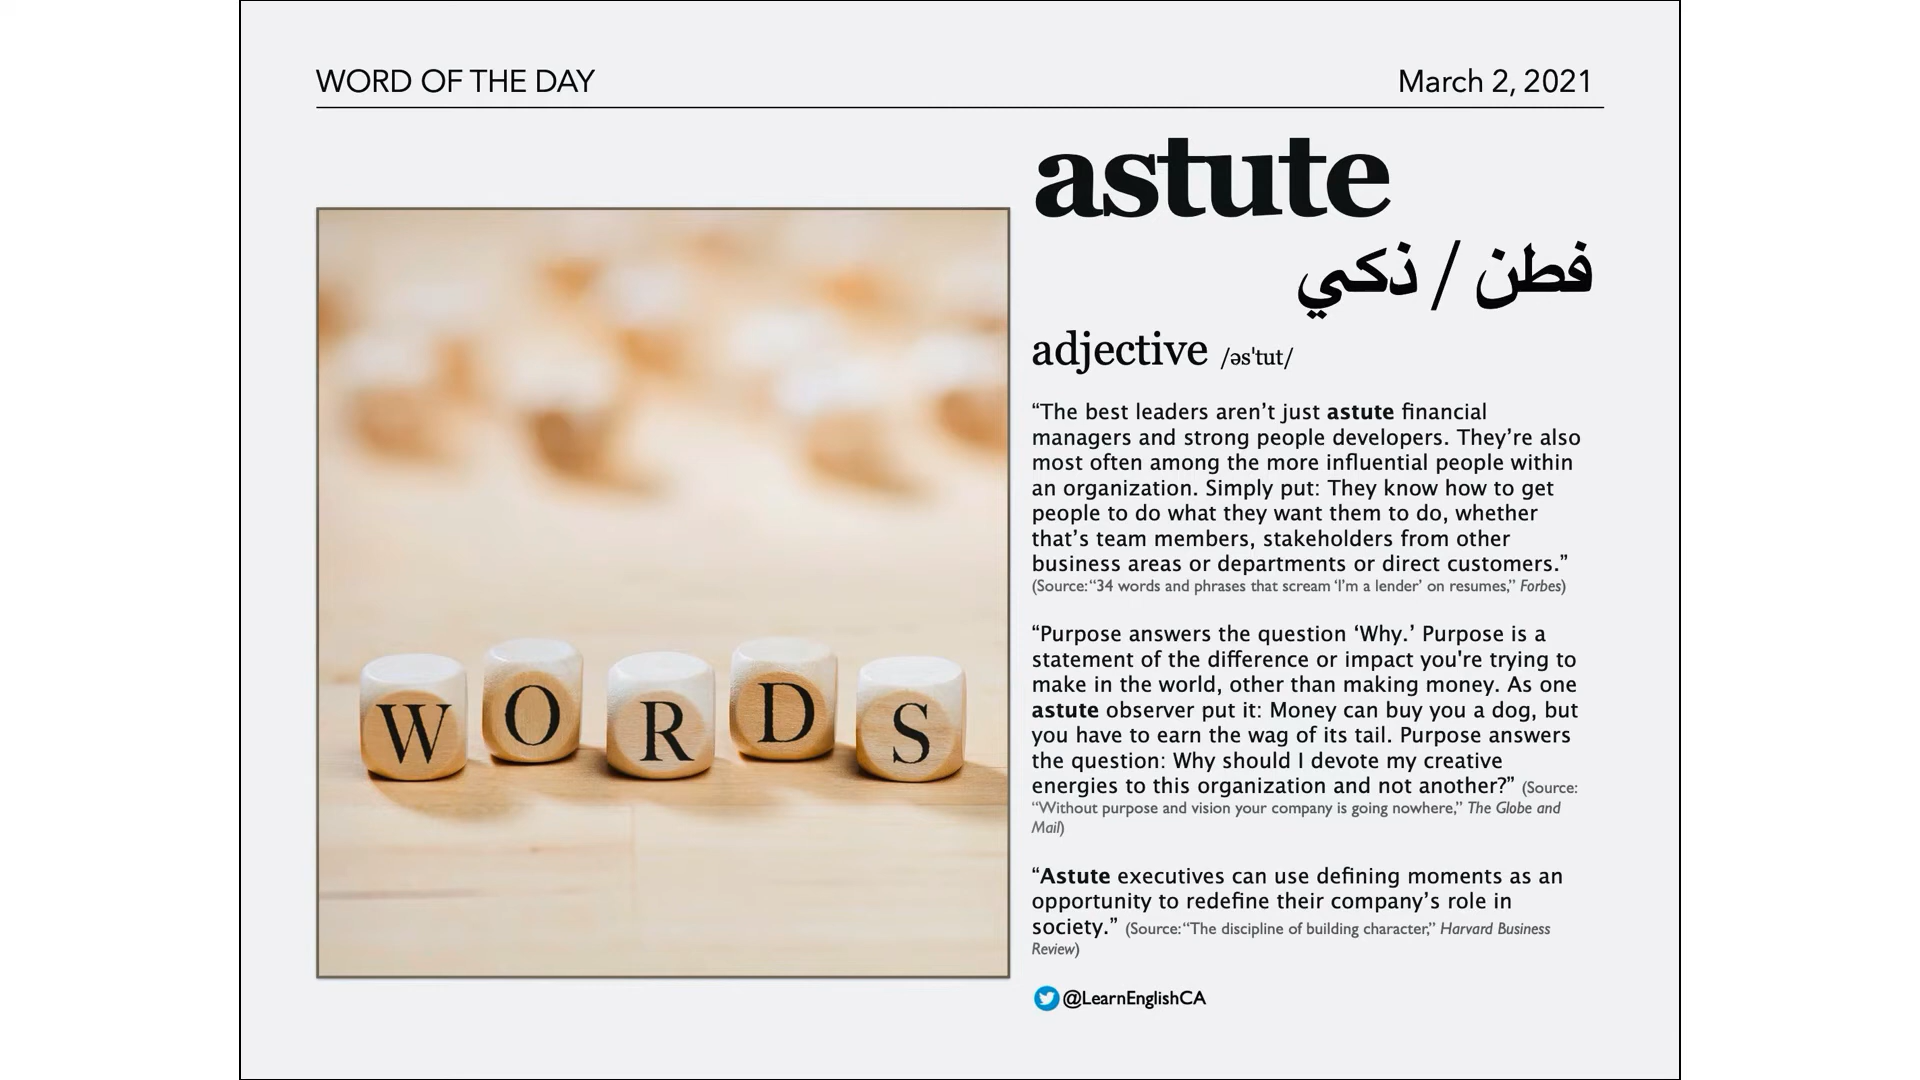 WORD OF THE DAY
March 2, 2021
astute
فطن / ذكي
adjective /əs'tut/
“The best leaders aren’t just astute financial
managers and strong people developers. They’re also
most often among the more influential people within
an organization. Simply put: They know how to get
people to do what they want them to do, whether
that’s team members, stakeholders from other
business areas or departments or direct customers.”
(Source:“34 words and phrases that scream ‘I’m a lender’ on resumes,” Forbes)
“Purpose answers the question ‘Why.’ Purpose is a
statement of the difference or impact you're trying to
make in the world, other than making money. As one
astute observer put it: Money can buy you a dog, but
you have to earn the wag of its tail. Purpose answers
the question: Why should I devote my creative
energies to this organization and not another?” (Source:
“Without purpose and vision your company is going nowhere,” The Globe and
Mail)
“Astute executives can use defining moments as an
opportunity to redefine their company’s role in
society.” (Source:“The discipline of building character,” Harvard Business
Review)
@LearnEnglishCA
WORDS